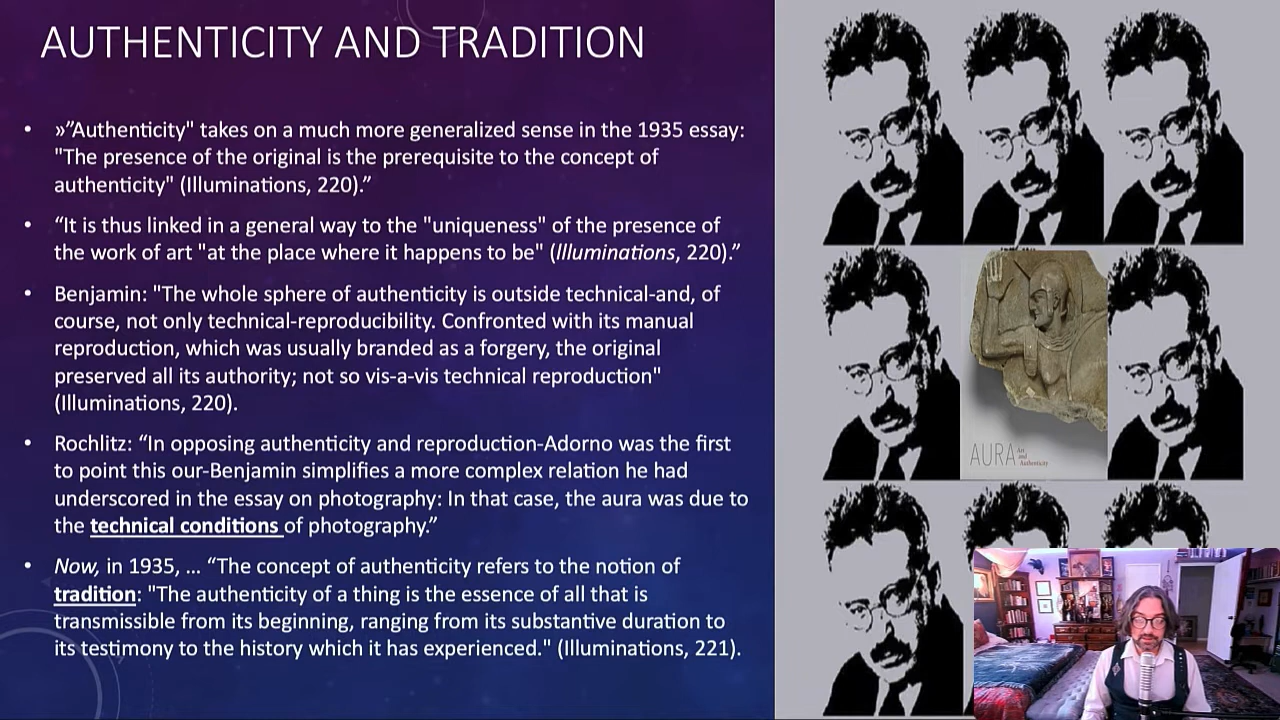 AUTHENTICITY AND TRADITION
• »”Authenticity" takes on a much more generalized sense in the 1935 essay:
"The presence of the original is the prerequisite to the concept of
authenticity" (Illuminations, 220).”
• “It is thus linked in a general way to the "uniqueness" of the presence of
the work of art "at the place where it happens to be" (Illuminations, 220).”
• Benjamin: "The whole sphere of authenticity is outside technical-and, of
course, not only technical-reproducibility. Confronted with its manual
reproduction, which was usually branded as a forgery, the original
preserved all its authority; not so vis-a-vis technical reproduction"
(Illuminations, 220).
• Rochlitz: “In opposing authenticity and reproduction-Adorno was the first
to point this our-Benjamin simplifies a more complex relation he had
underscored in the essay on photography: In that case, the aura was due to
the technical conditions of photography.”
• Now, in 1935, … “The concept of authenticity refers to the notion of
tradition: "The authenticity of a thing is the essence of all that is
transmissible from its beginning, ranging from its substantive duration to
its testimony to the history which it has experienced." (Illuminations, 221).
AURA Art
and
Authenticity